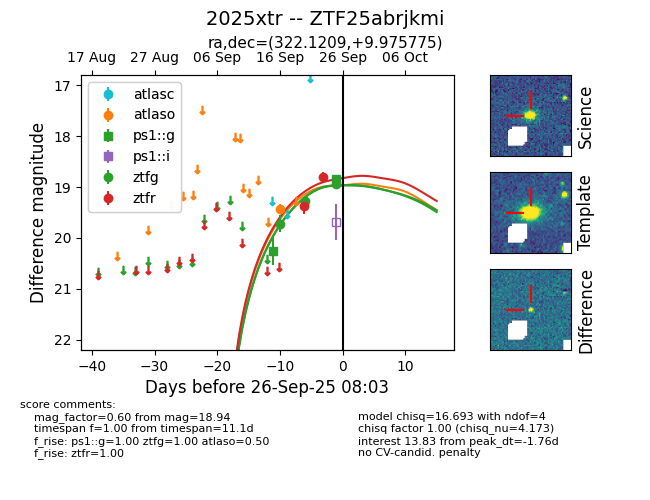 2025xtr -- ZTF25abrjkmi
ra,dec=(322.1209,+9.975775)
17 Aug 27 Aug 06 Sep 16 Sep 26 Sep 06 Oct
17
18
19
20
21
22
Difference magnitude
atlasc
atlaso
ps1::g
ps1::i
ztfg
ztfr
−40 −30 −20 −10 0 10
Days before 26-Sep-25 08:03
Science
Template
Difference
score comments:
mag_factor=0.60 from mag=18.94
timespan f=1.00 from timespan=11.1d
f_rise: ps1::g=1.00 ztfg=1.00 atlaso=0.50
f_rise: ztfr=1.00
model chisq=16.693 with ndof=4
chisq factor 1.00 (chisq_nu=4.173)
interest 13.83 from peak_dt=-1.76d
no CV-candid. penalty